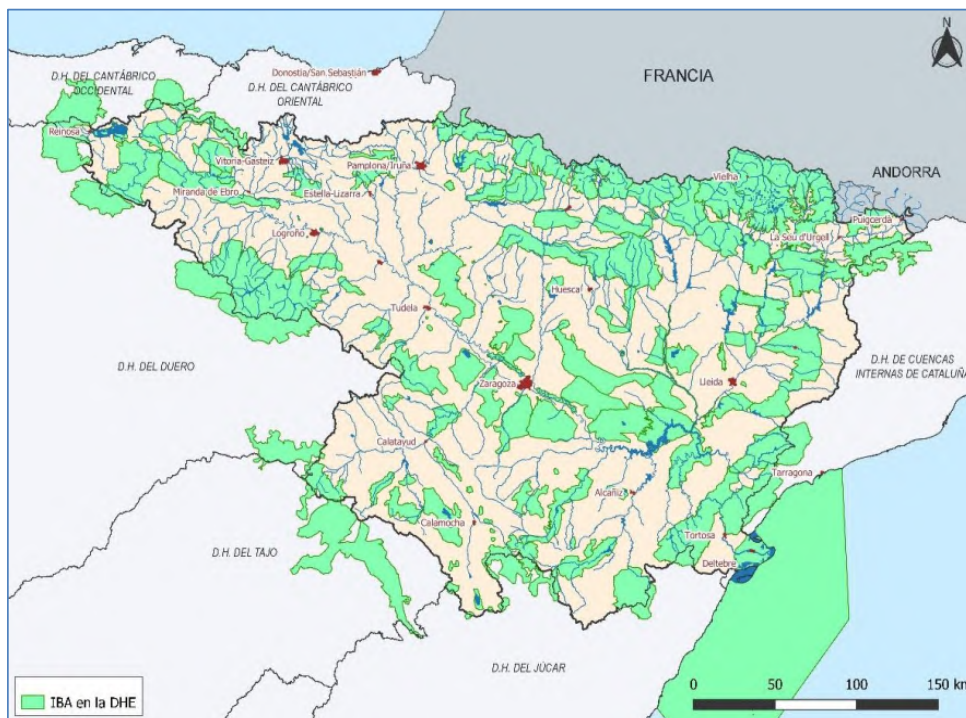 N
Donostia/San Sebastián
D.H. DEL CANTÁBRICO
OCCIDENTAL
D.H. DEL CANTÁBRICO
ORIENTAL
FRANCIA
ANDORRA
Reinosa
Vitoria-Gasteiz
Pamplona/Iruña
Vielha
Miranda de Ebro
Estella-Lizarra
Puigcerdà
La Seu d'Urgell
Logroño
Huesca
Tudela
D.H. DEL DUERO
D.H. DE CUENCAS
INTERNAS DE CATALUÑA
Zaragoza
Lleida
Calatayud
Tarragona
Alcañiz
Calamocha
Tortosa
D.H. DEL TAJO
Deltebre
D.H. DEL JÚCAR
IBA en la DHE
0 50 100 150 km